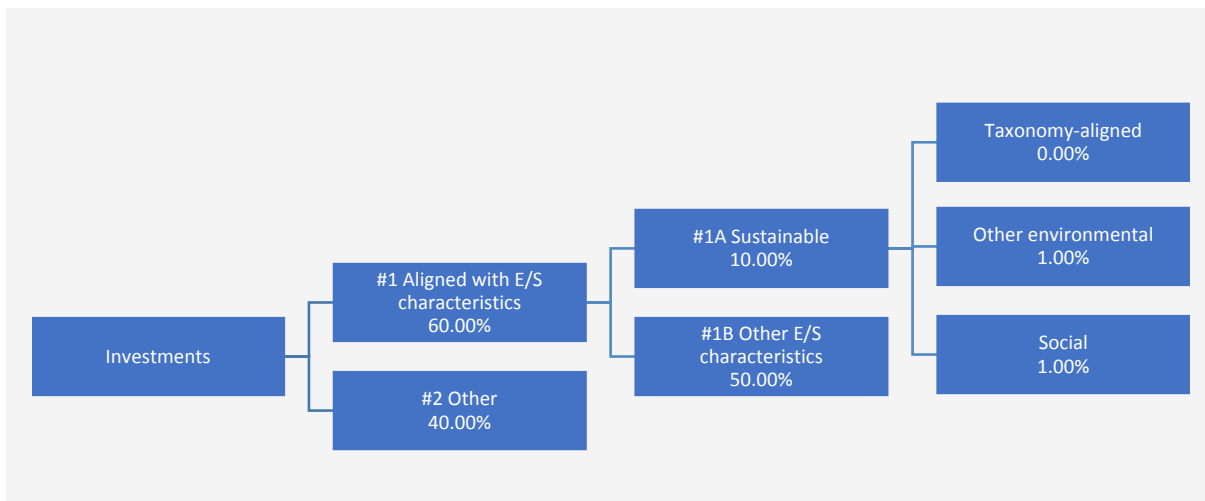 Investments
#1 Aligned with E/S
characteristics
60.00%
#2 Other
40.00%
#1A Sustainable
10.00%
#1B Other E/S
characteristics
50.00%
Taxonomy-aligned
0.00%
Other environmental
1.00%
Social
1.00%